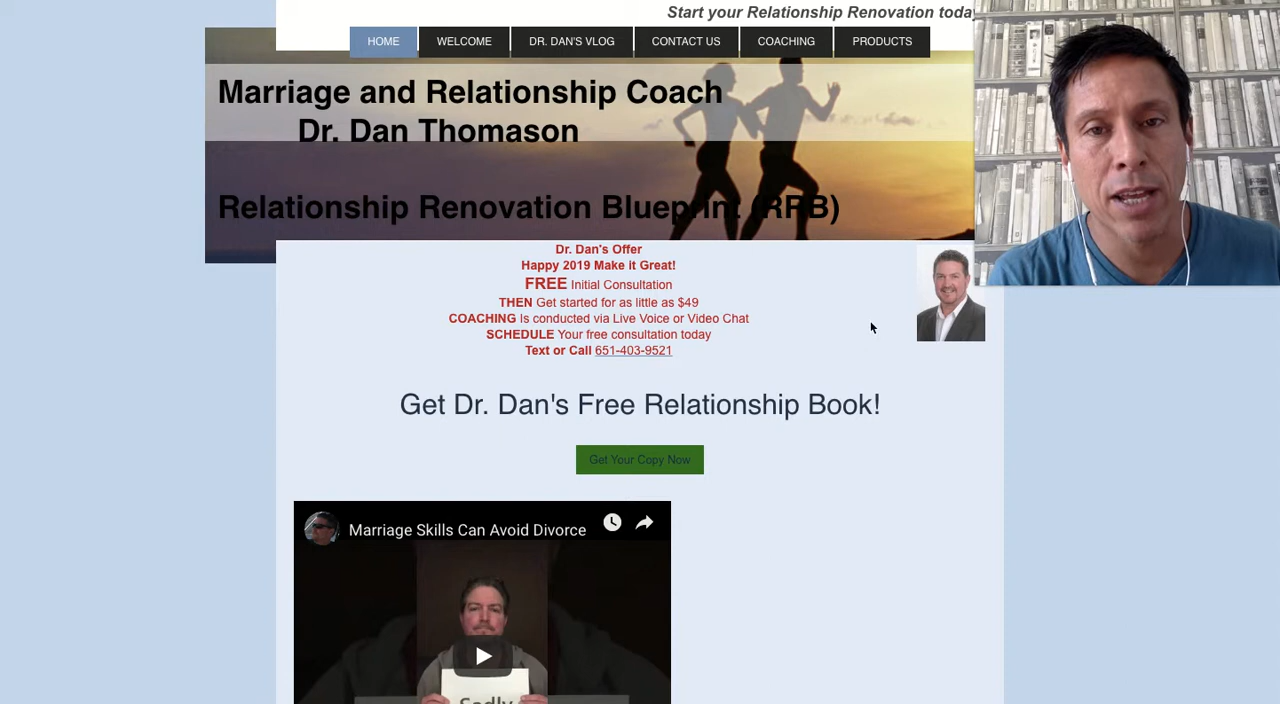 Start your Relationship Renovation today
HOME
WELCOME
DR. DAN'S VLOG
CONTACT US
COACHING
PRODUCTS
Marriage and Relationship Coach
Dr. Dan Thomason
Relationship Renovation Blueprint (RRB)
Dr. Dan's Offer
Happy 2019 Make it Great!
FREE Initial Consultation
THEN Get started for as little as $49
COACHING Is conducted via Live Voice or Video Chat
SCHEDULE Your free consultation today
Text or Call 651-403-9521
Get Dr. Dan's Free Relationship Book!
Get Your Copy Now
Marriage Skills Can Avoid Divorce
Sadly